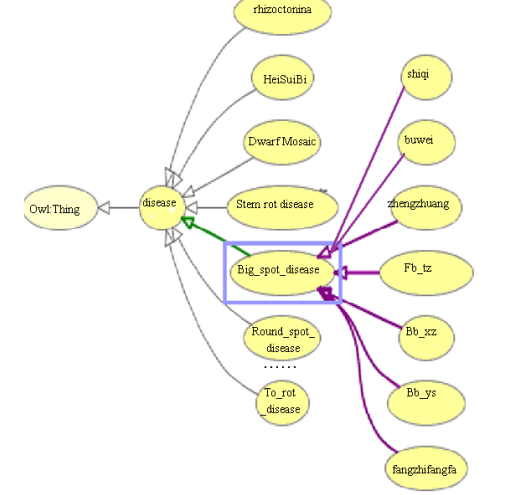 rhizoctonina
HeiSuiBi
shiqi
Dwarf Mosaic
buwei
Owl:Thing
disease
Stem rot disease
zhengzhuang
Big_spot_disease
Fb_tz
Round_spot_
disease
Bb_xz
......
To_rot
_disease
Bb_ys
fangzhifangfa